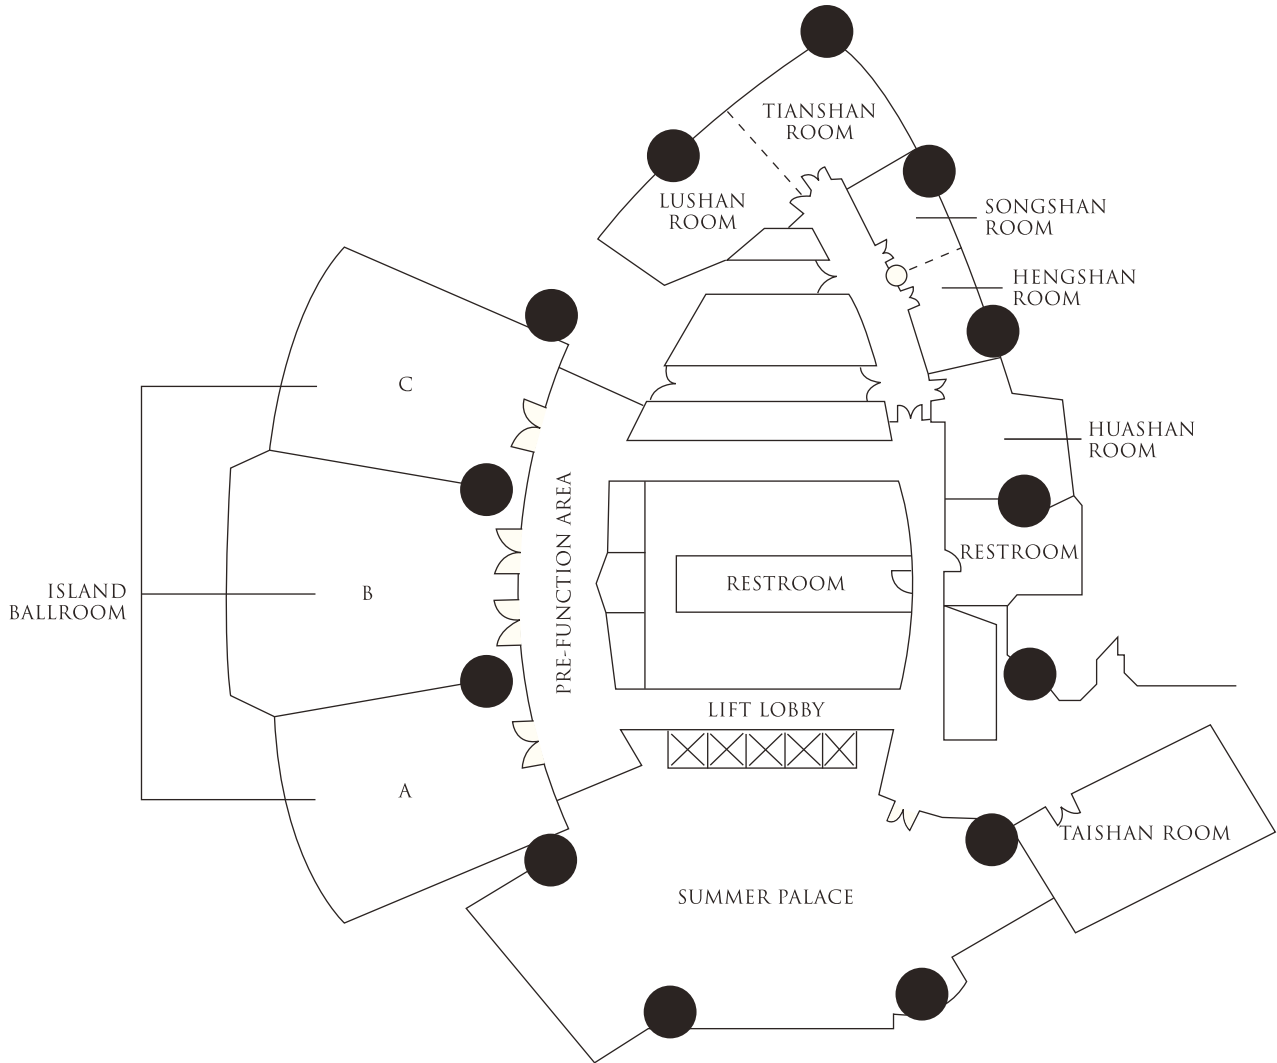 TIANSHAN
ROOM
LUSHAN
ROOM
SONGSHAN
ROOM
HENGSHAN
ROOM
C
HUASHAN
ROOM
PRE-FUNCTION AREA
RESTROOM
RESTROOM
ISLAND
BALLROOM
B
LIFT LOBBY
A
TAISHAN ROOM
SUMMER PALACE